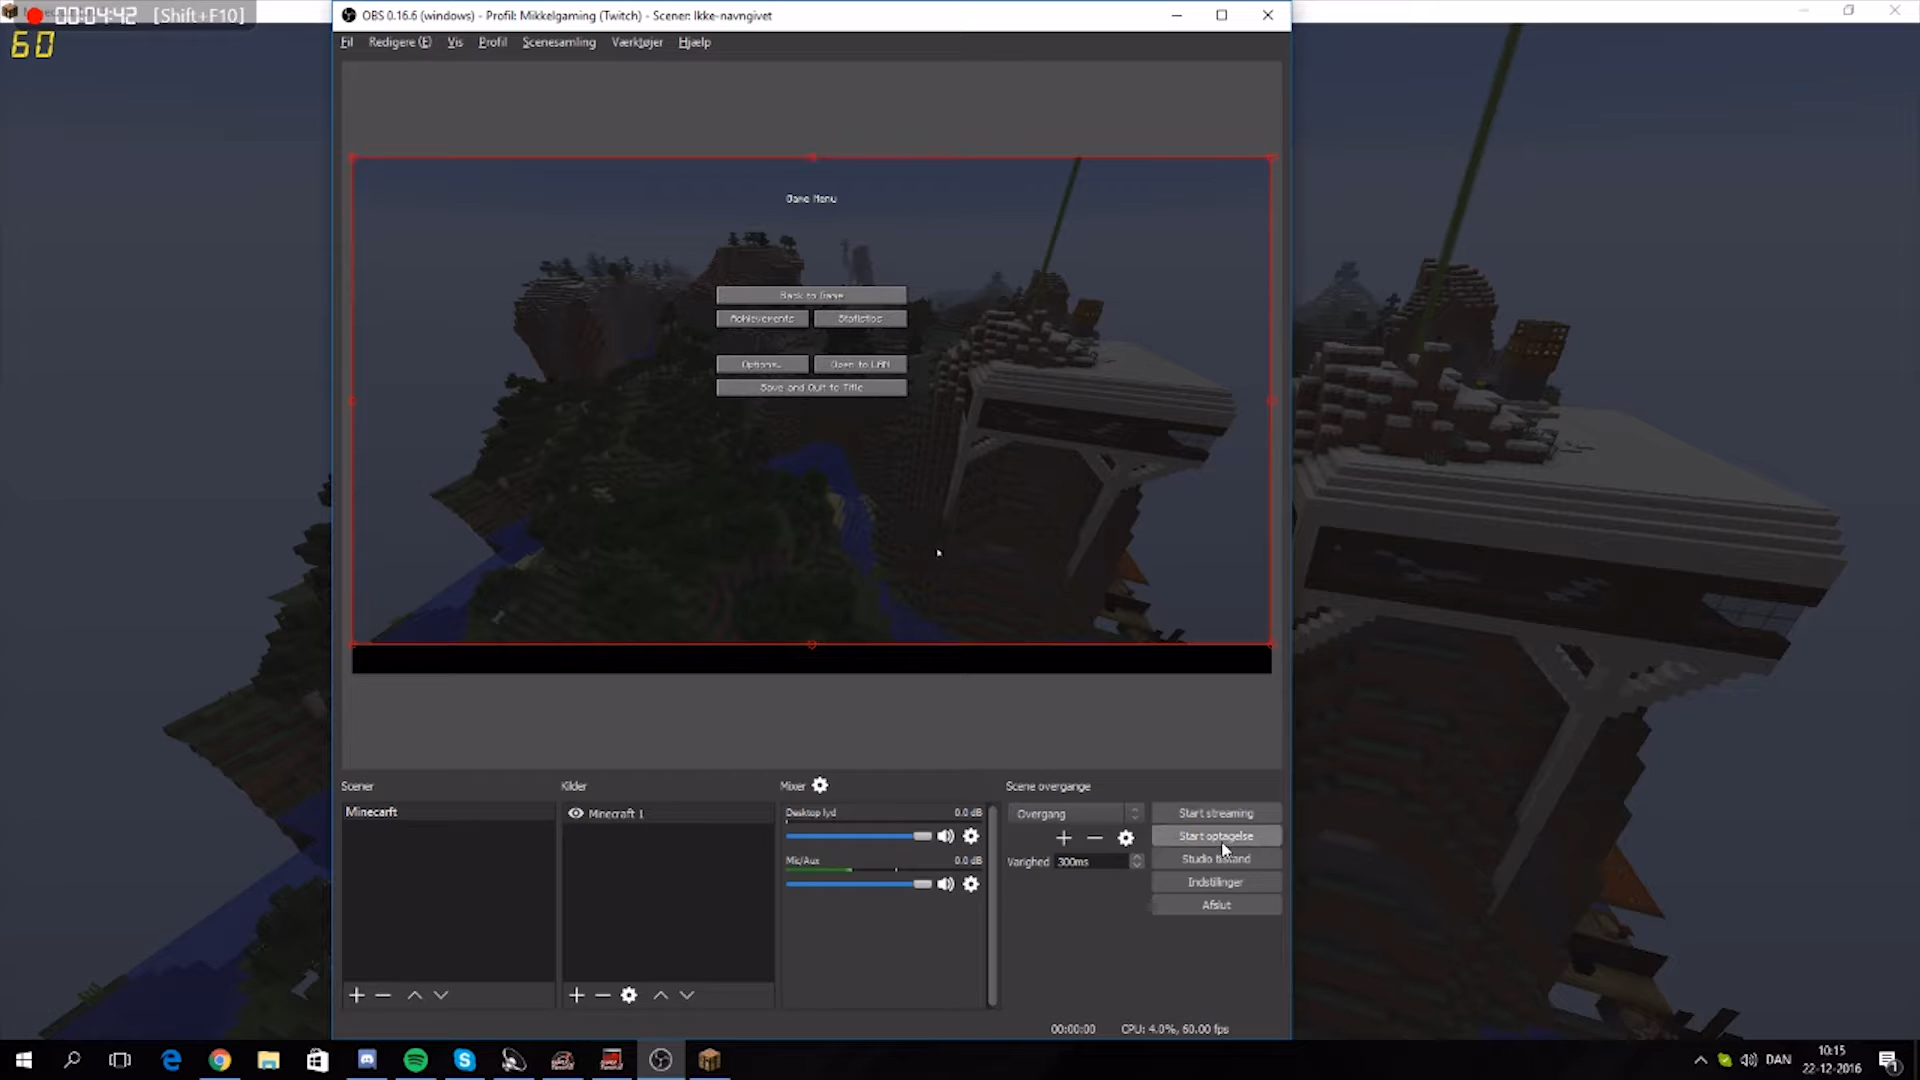 00:04:42 [Shift+F10]
60
OBS 0.16.6 (windows) - Profil: Mikkelgaming (Twitch) - Scener: Ikke-navngivet
Fil Redigere (E) Vis Profil Scenesamling Værktøjer Hjælp
Game Menu
Back to Game
Achievements Statistics
Options... Open to LAN
Save and Quit to Title
Scener Kilder Mixer Scene overgange
Minecarft
Minecraft 1
Desktop lyd 0.0 dB
Mic/Aux 0.0 dB
Overgang
Varighed 300ms
Start streaming
Start optagelse
Studio
Indstillinger
Afslut
00:00:00 CPU: 4.0%, 60.00 fps
DAN
10:15
22-12-2016
1